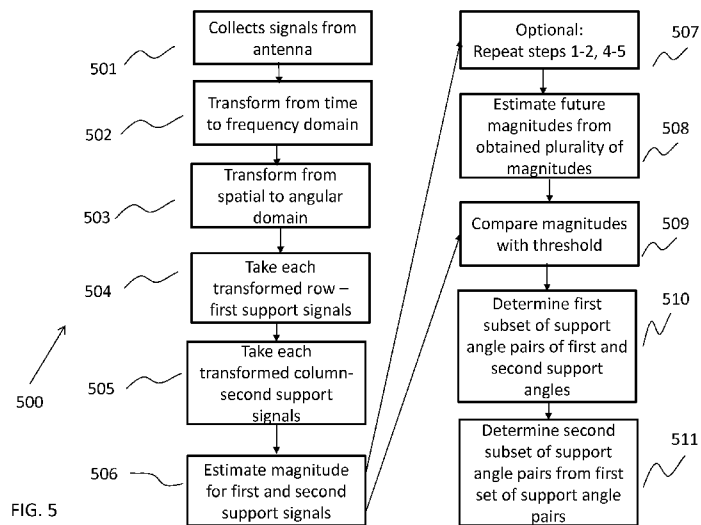 Collects signals from
antenna
501
Transform from time
to frequency domain
502
Transform from
spatial to angular
domain
503
Take each
transformed row –
first support signals
504
Take each
transformed column-
second support
signals
505
500
Estimate magnitude
for first and second
support signals
506
FIG. 5
Optional:
Repeat steps 1-2, 4-5
507
Estimate future
magnitudes from
obtained plurality of
magnitudes
508
Compare magnitudes
with threshold
509
Determine first
subset of support
angle pairs of first and
second support
angles
510
Determine second
subset of support
angle pairs from first
set of support angle
pairs
511